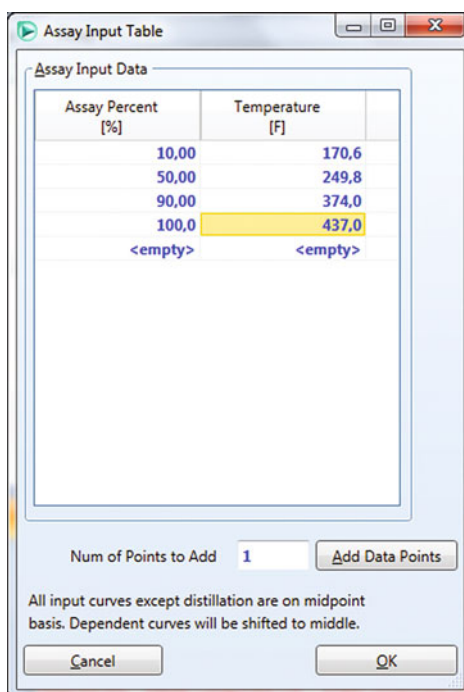 Assay Input Table
Assay Input Data
Assay Percent Temperature
[%] [F]
10,00 170,6
50,00 249,8
90,00 374,0
100,0 437,0
<empty> <empty>
Num of Points to Add 1 Add Data Points
All input curves except distillation are on midpoint
basis. Dependent curves will be shifted to middle.
Cancel OK